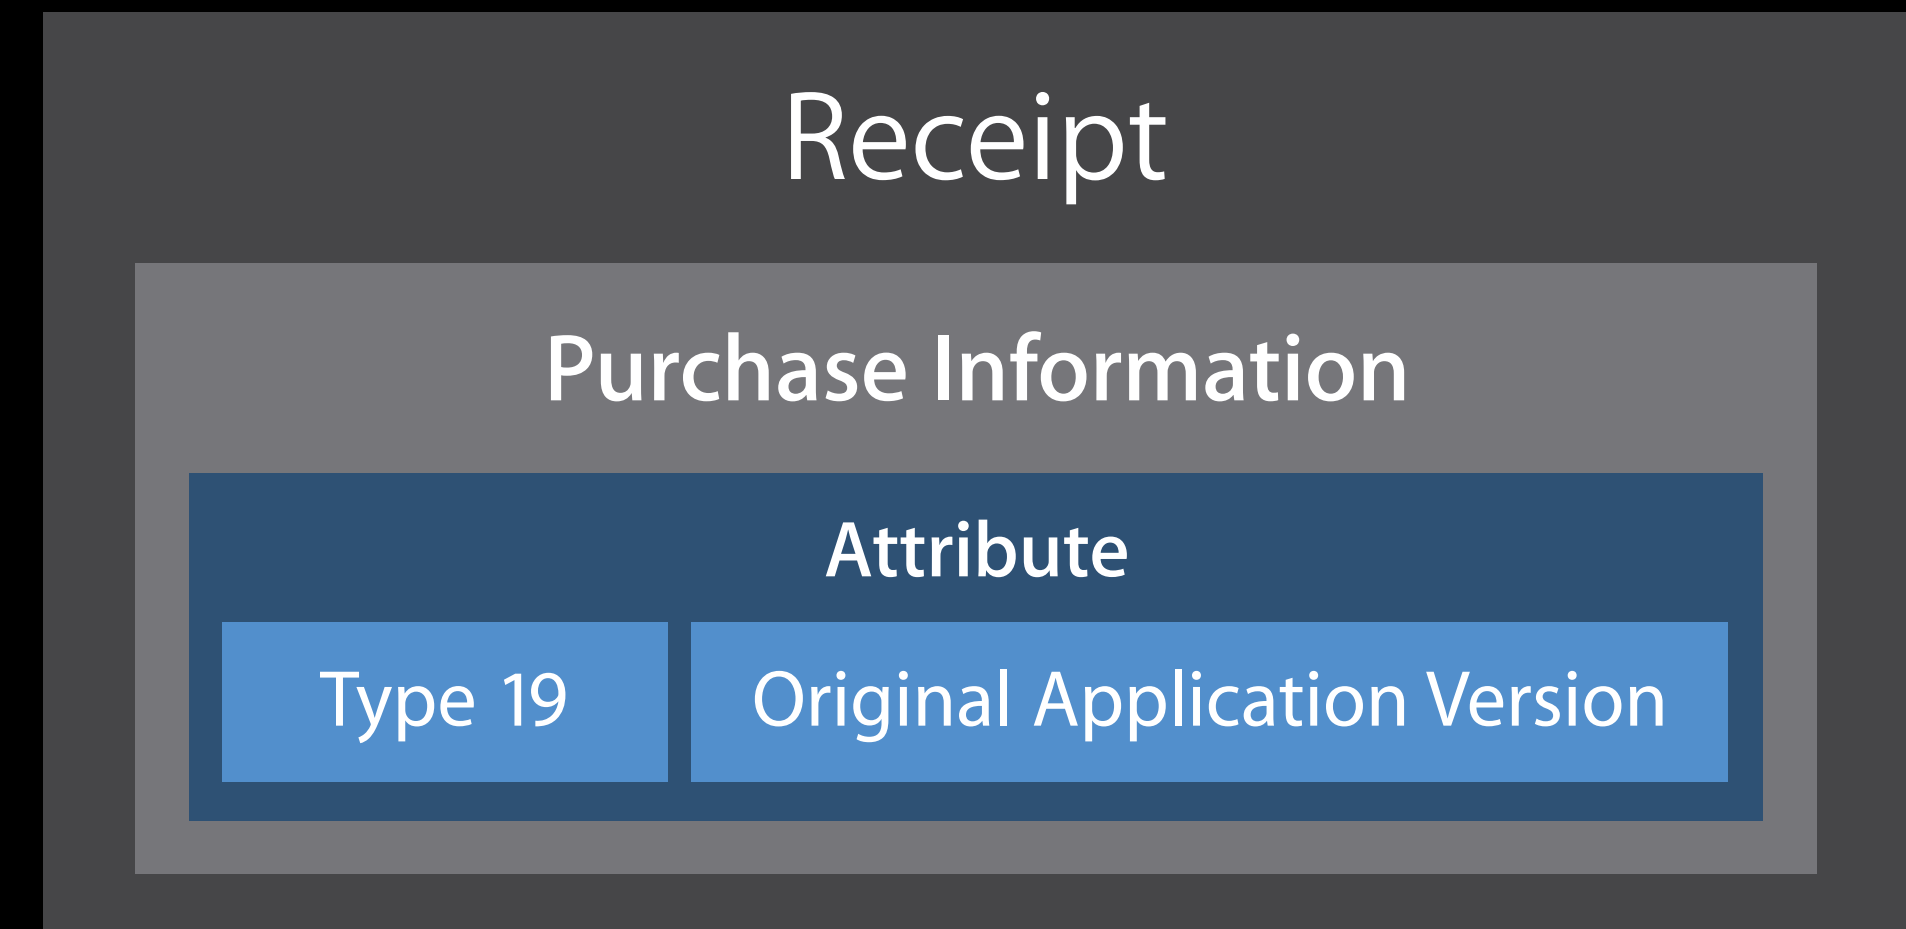 Receipt
Purchase Information
Attribute
Type 19
Original Application Version